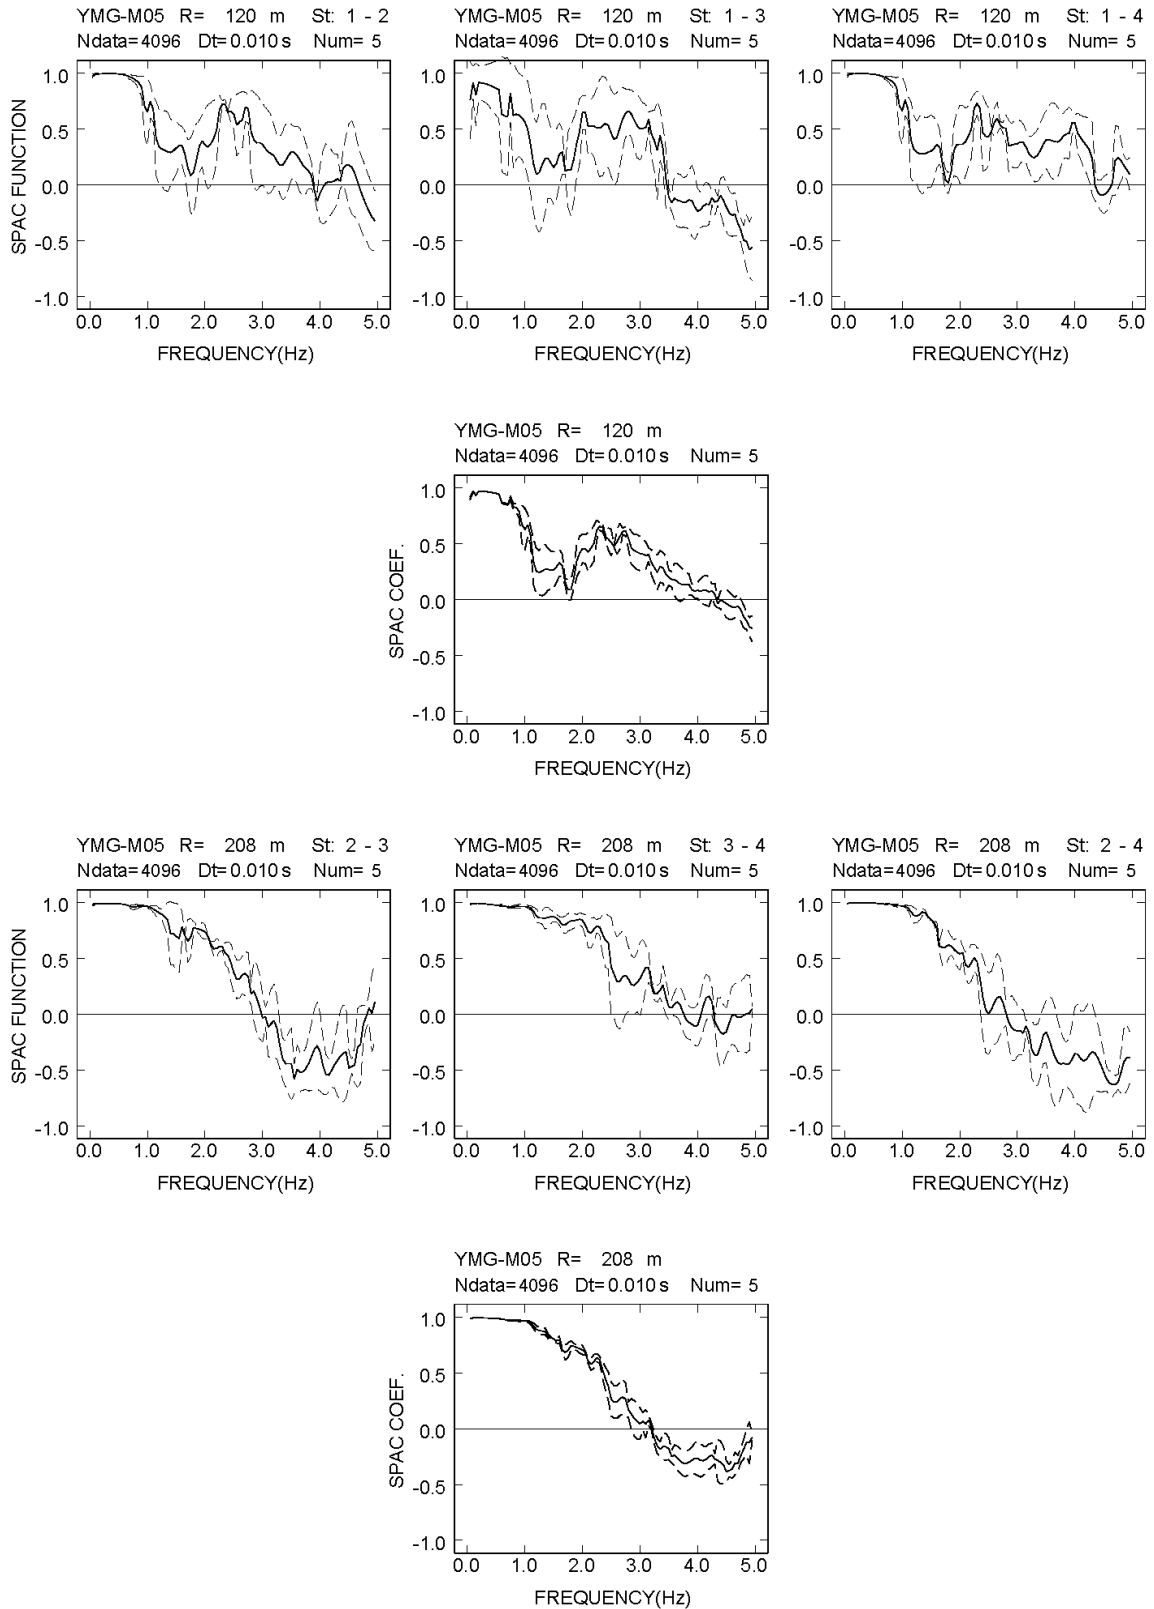 YMG-M05 R= 120 m St: 1 - 2
Ndata=4096 Dt=0.010 s Num= 5
SPAC FUNCTION
1.0
0.5
0.0
-0.5
-1.0
0.0 1.0 2.0 3.0 4.0 5.0
FREQUENCY(Hz)
YMG-M05 R= 120 m St: 1 - 3
Ndata=4096 Dt=0.010 s Num= 5
1.0
0.5
0.0
-0.5
-1.0
0.0 1.0 2.0 3.0 4.0 5.0
FREQUENCY(Hz)
YMG-M05 R= 120 m St: 1 - 4
Ndata=4096 Dt=0.010 s Num= 5
1.0
0.5
0.0
-0.5
-1.0
0.0 1.0 2.0 3.0 4.0 5.0
FREQUENCY(Hz)
YMG-M05 R= 120 m
Ndata=4096 Dt=0.010 s Num= 5
SPAC COEF.
1.0
0.5
0.0
-0.5
-1.0
0.0 1.0 2.0 3.0 4.0 5.0
FREQUENCY(Hz)
YMG-M05 R= 208 m St: 2 - 3
Ndata=4096 Dt=0.010 s Num= 5
SPAC FUNCTION
1.0
0.5
0.0
-0.5
-1.0
0.0 1.0 2.0 3.0 4.0 5.0
FREQUENCY(Hz)
YMG-M05 R= 208 m St: 3 - 4
Ndata=4096 Dt=0.010 s Num= 5
1.0
0.5
0.0
-0.5
-1.0
0.0 1.0 2.0 3.0 4.0 5.0
FREQUENCY(Hz)
YMG-M05 R= 208 m St: 2 - 4
Ndata=4096 Dt=0.010 s Num= 5
1.0
0.5
0.0
-0.5
-1.0
0.0 1.0 2.0 3.0 4.0 5.0
FREQUENCY(Hz)
YMG-M05 R= 208 m
Ndata=4096 Dt=0.010 s Num= 5
SPAC COEF.
1.0
0.5
0.0
-0.5
-1.0
0.0 1.0 2.0 3.0 4.0 5.0
FREQUENCY(Hz)